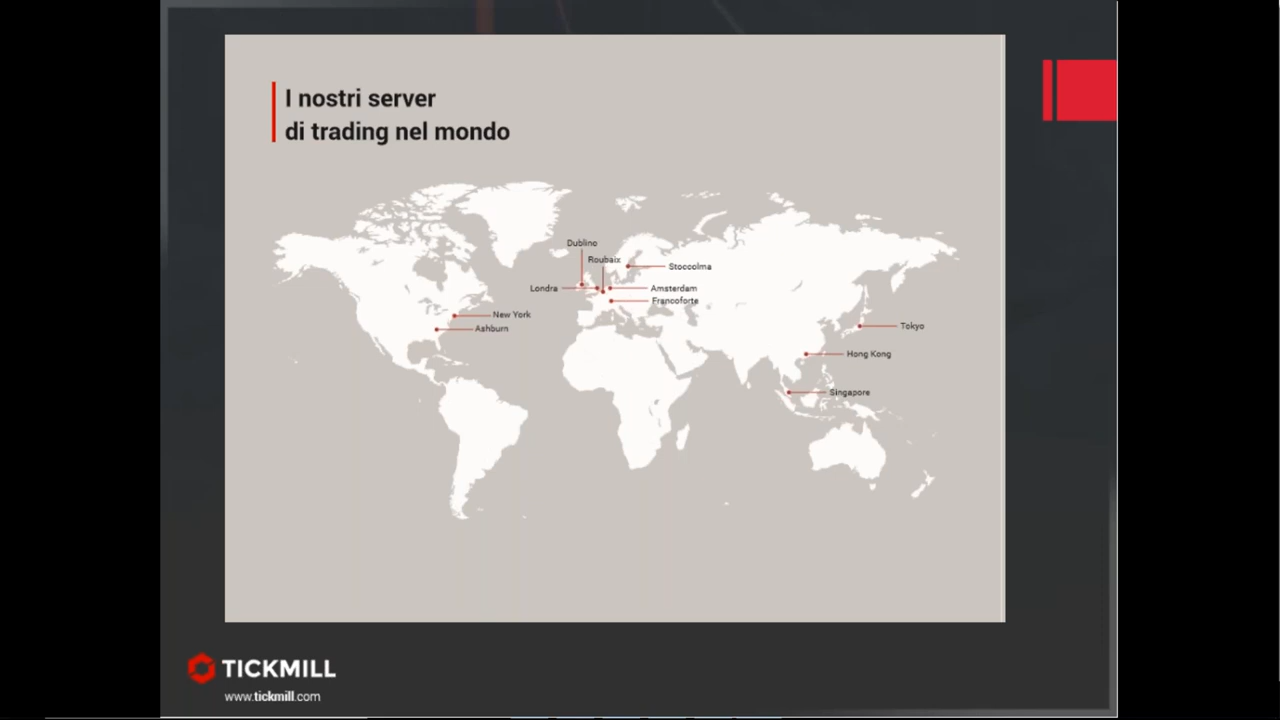 I nostri server
di trading nel mondo
Dublino
Roubaix
Stoccolma
Londra
Amsterdam
Francoforte
New York
Ashburn
Tokyo
Hong Kong
Singapore
TICKMILL
www.tickmill.com